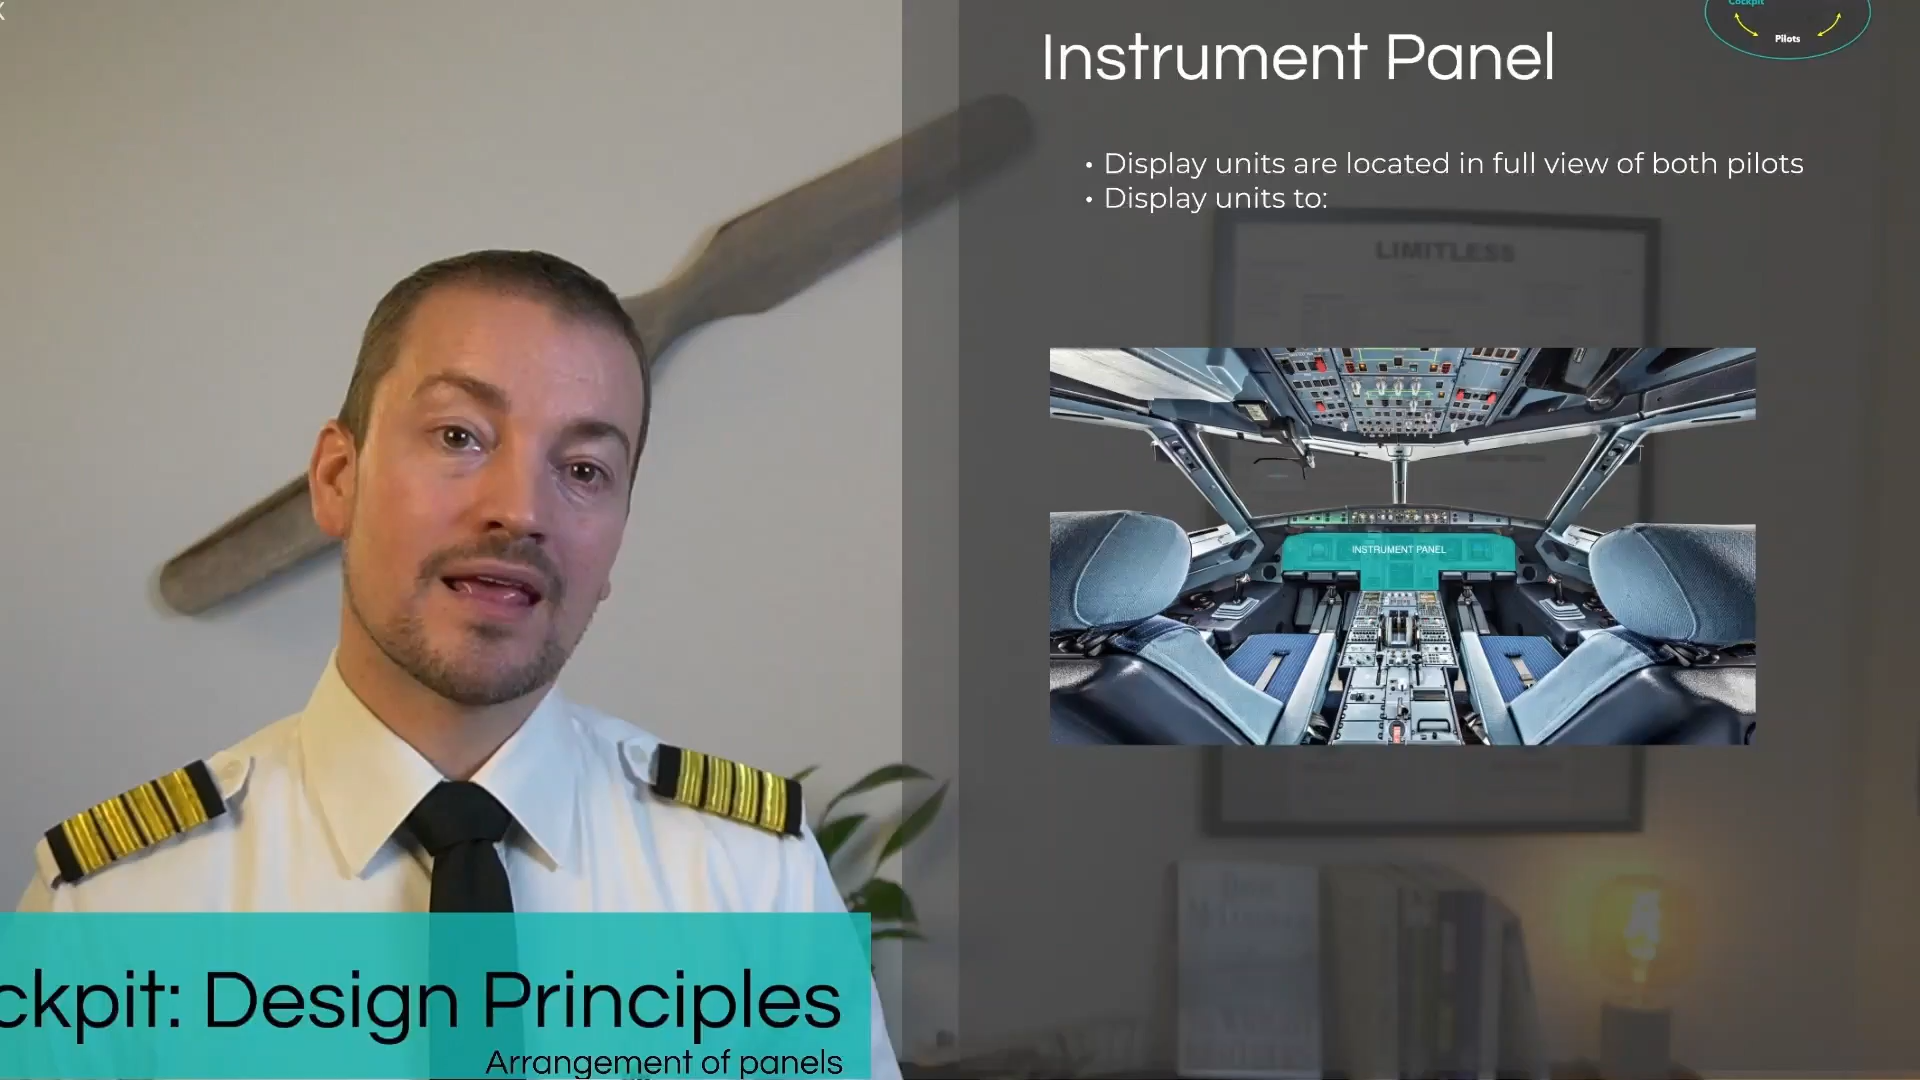 Cockpit
Pilots
Instrument Panel
• Display units are located in full view of both pilots
• Display units to:
LIMITLESS
INSTRUMENT PANEL
ckpit: Design Principles
Arrangement of panels